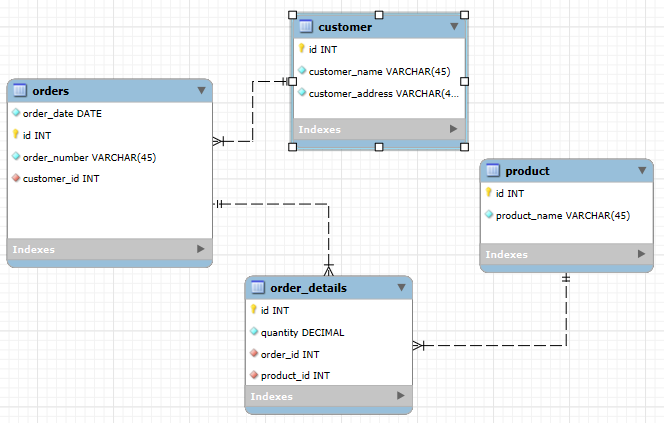 customer
id INT
customer_name VARCHAR(45)
customer_address VARCHAR(4...
Indexes
orders
order_date DATE
id INT
order_number VARCHAR(45)
customer_id INT
Indexes
product
id INT
product_name VARCHAR(45)
Indexes
order_details
id INT
quantity DECIMAL
order_id INT
product_id INT
Indexes